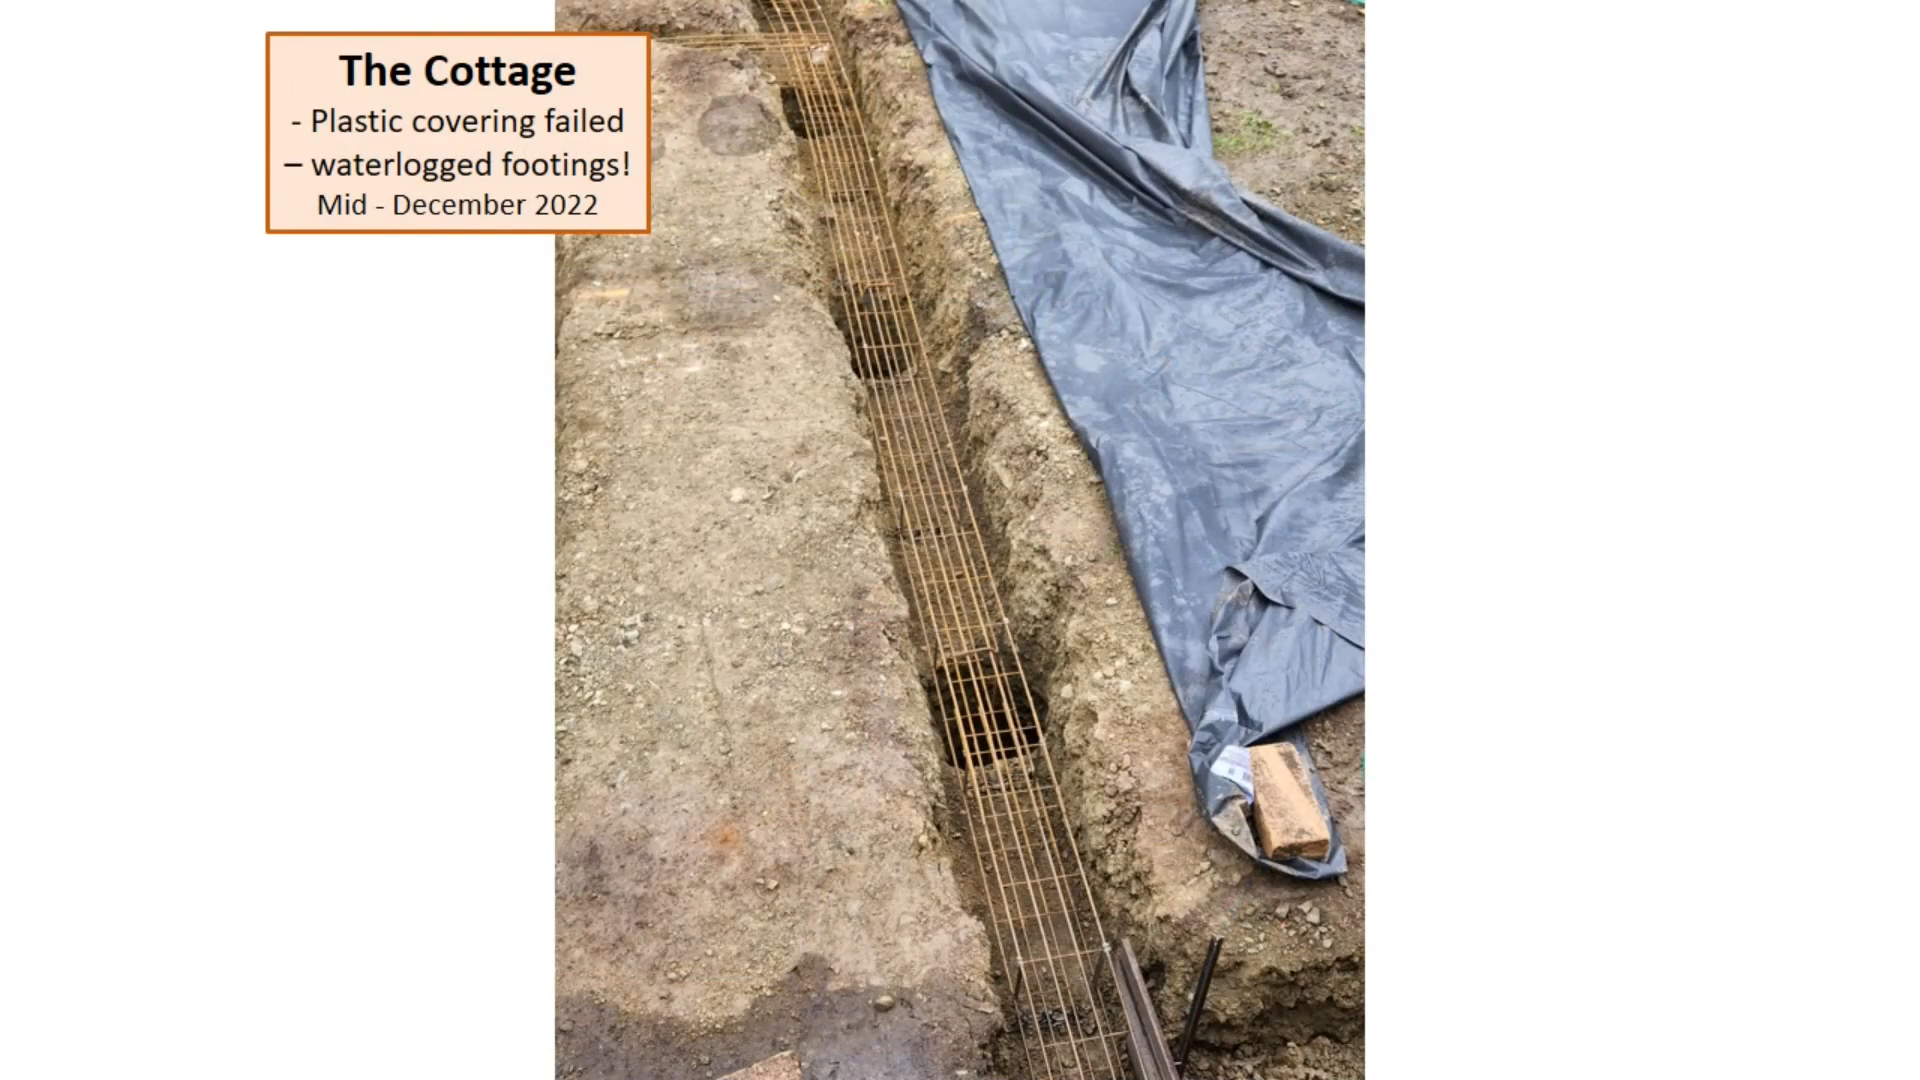 The Cottage
- Plastic covering failed
– waterlogged footings!
Mid - December 2022